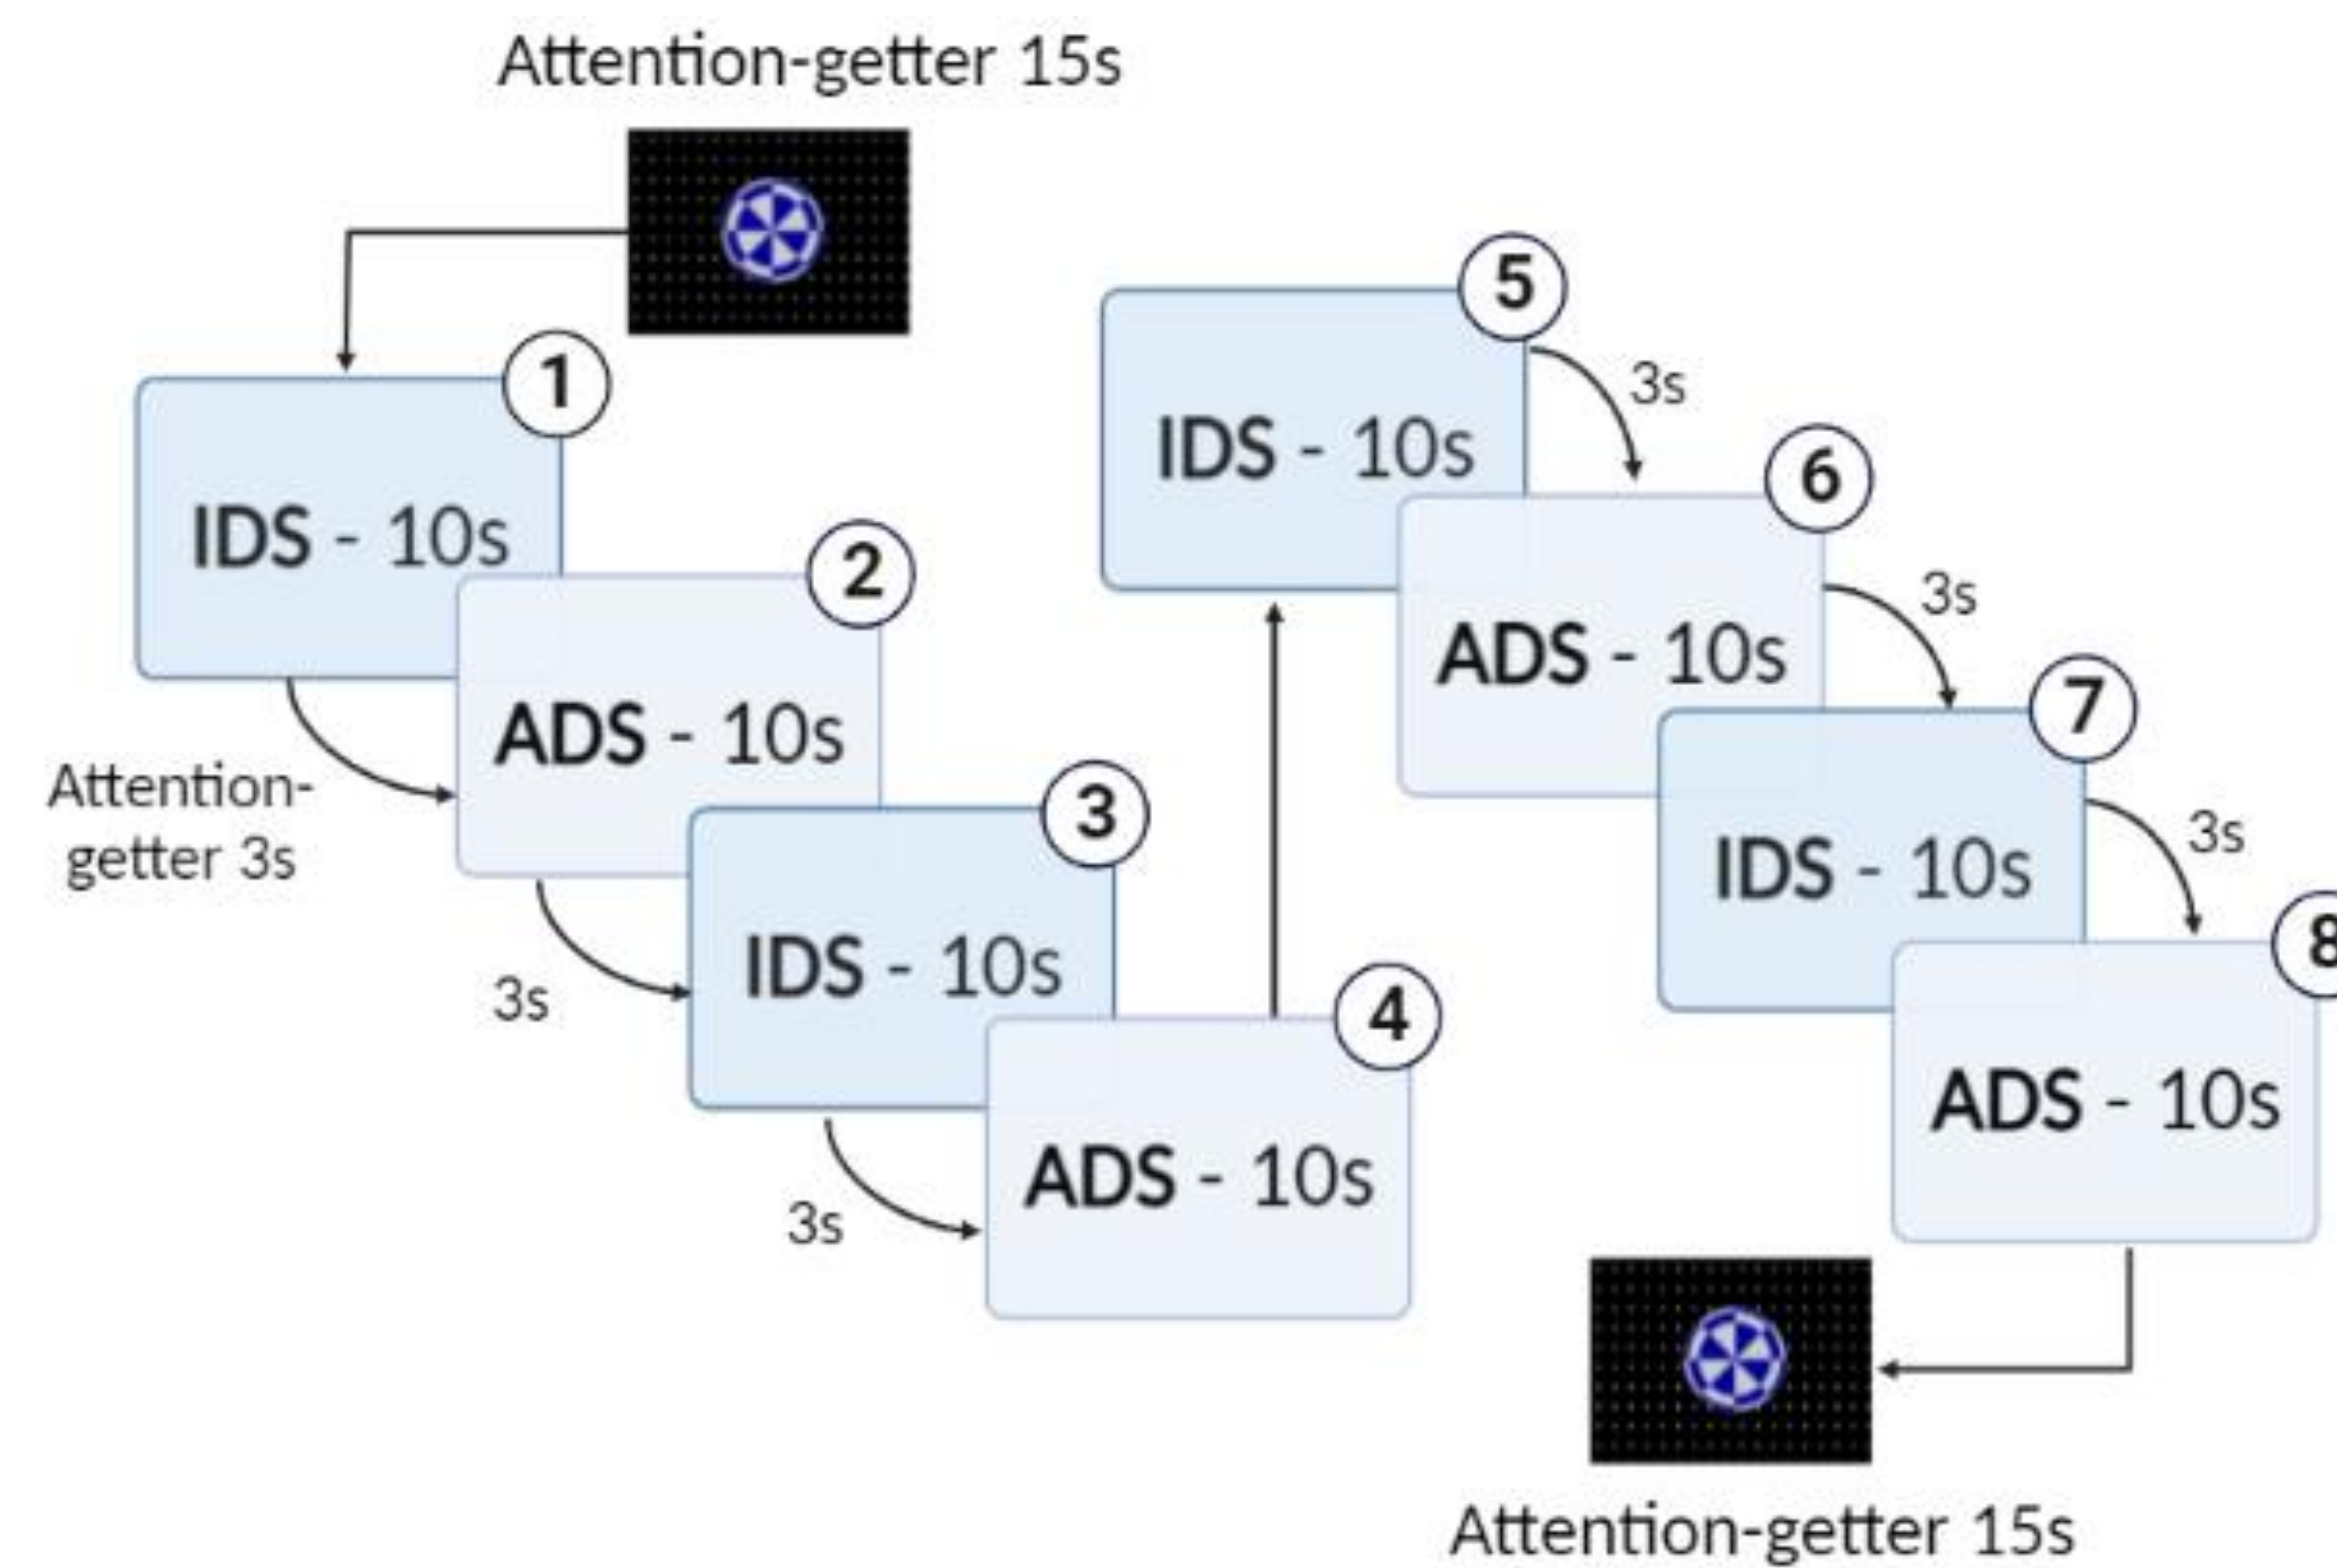 Attention-getter 15s
1
IDS - 10s
Attention-
getter 3s
2
ADS - 10s
3s
3
IDS - 10s
3s
4
ADS - 10s
5
IDS - 10s
3s
6
ADS - 10s
3s
7
IDS - 10s
3s
8
ADS - 10s
Attention-getter 15s